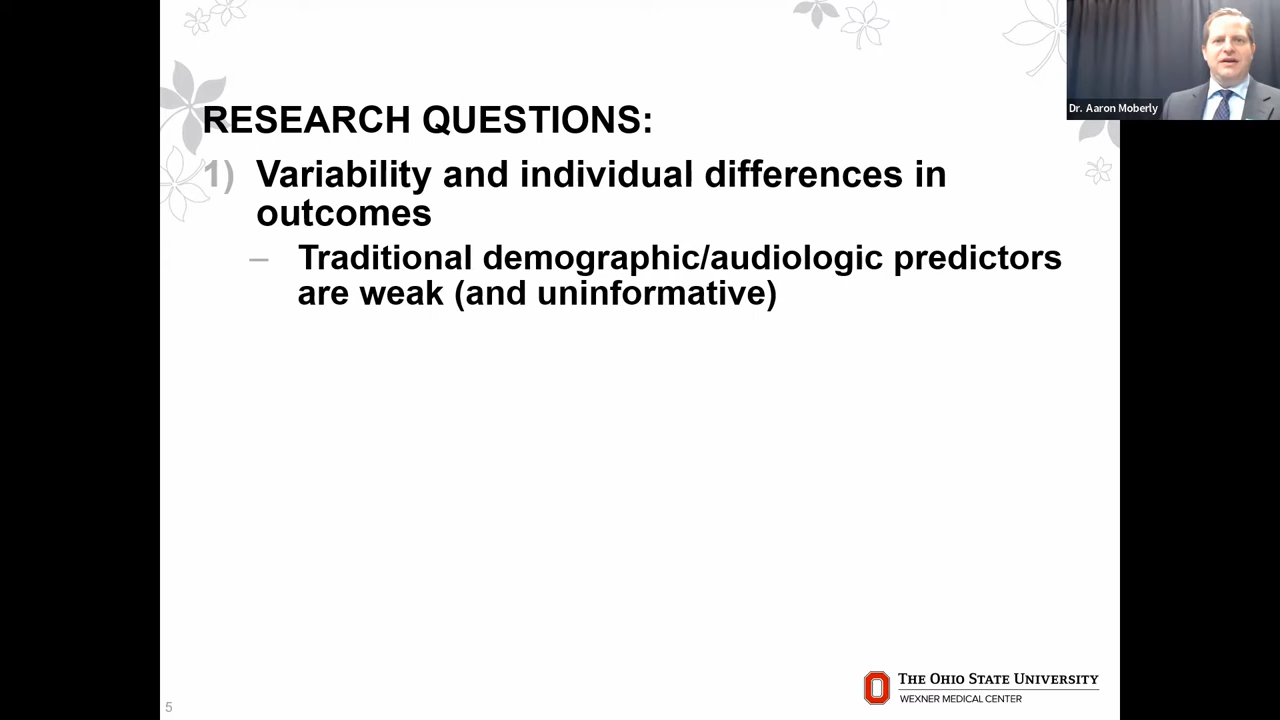 Dr. Aaron Moberly
RESEARCH QUESTIONS:
1) Variability and individual differences in
outcomes
– Traditional demographic/audiologic predictors
are weak (and uninformative)
THE OHIO STATE UNIVERSITY
WEXNER MEDICAL CENTER
5